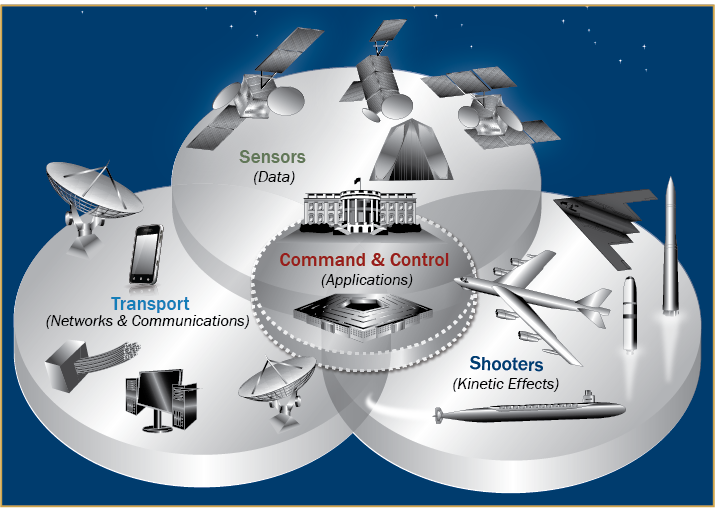 Sensors
(Data)
Command & Control
(Applications)
Transport
(Networks & Communications)
Shooters
(Kinetic Effects)